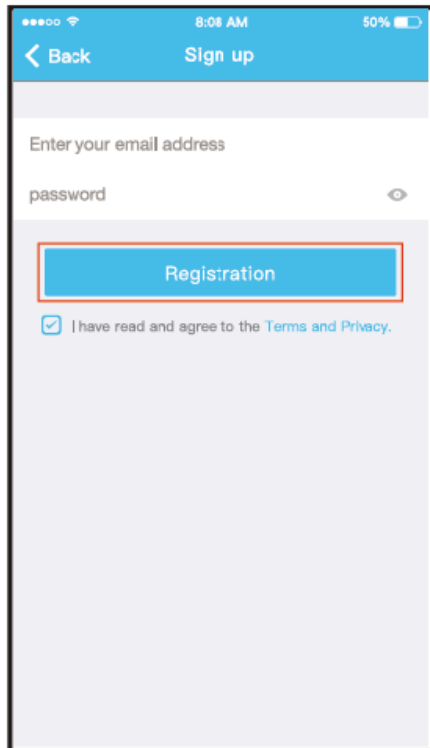 8:08 AM 50%
Back Sign up
Enter your email address
password
Registration
I have read and agree to the Terms and Privacy.